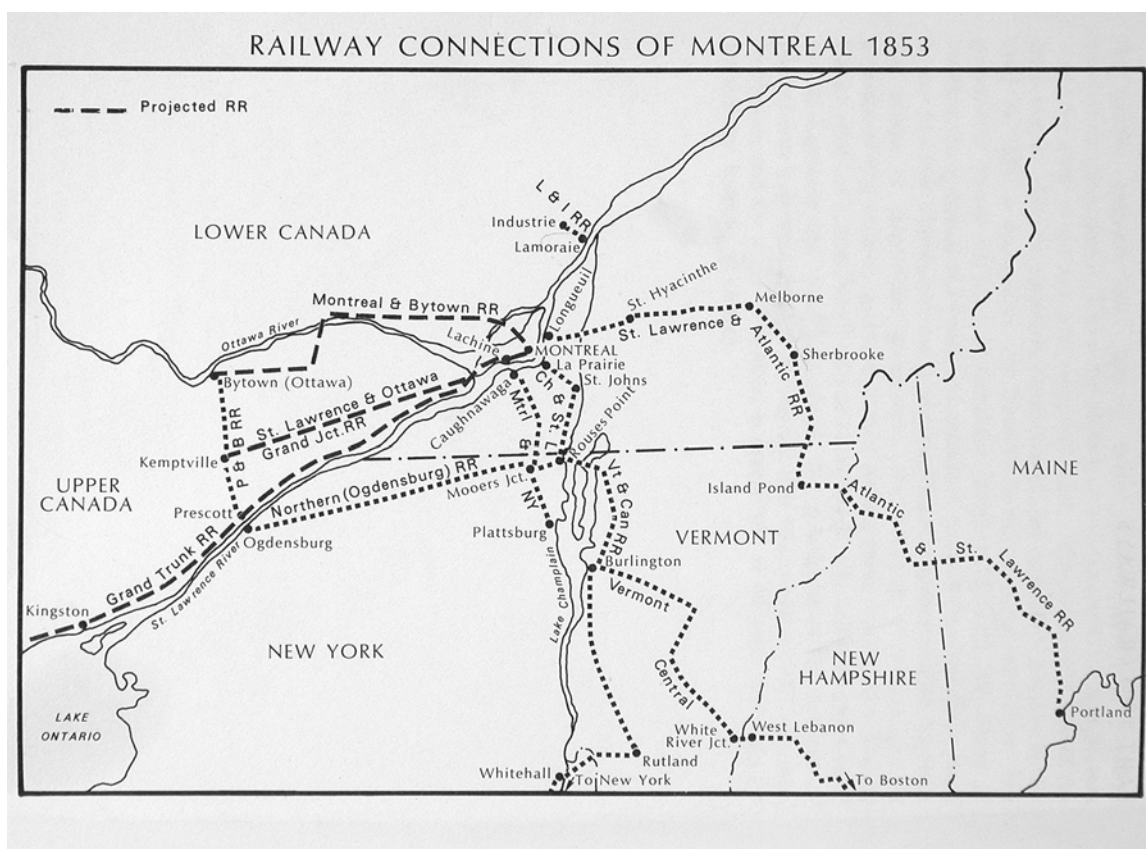 RAILWAY CONNECTIONS OF MONTREAL 1853
Projected RR
L & I RR
Industrie
Lamoraie
LOWER CANADA
Montreal & Bytown RR
Ottawa River
Lachine
Longueuil
St. Hyacinthe
Melborne
St. Lawrence &
Atlantic RR
Sherbrooke
MONTREAL
La Prairie
St. Johns
Bytown (Ottawa)
St. Lawrence & Ottawa
Grand Jct. RR
Caughnawaga
Ch & St. L
Mtrl & NY
Rouses Point
P & B RR
Kemptville
UPPER
CANADA
Prescott
Northern (Ogdensburg) RR
Mooers Jct.
Vt & Can RR
Island Pond
Atlantic
& St.
Lawrence RR
MAINE
Ogdensburg
Plattsburg
VERMONT
Grand Trunk RR
St. Lawrence River
Burlington
Kingston
Lake Champlain
Vermont
Central
NEW YORK
NEW
HAMPSHIRE
LAKE
ONTARIO
White
River Jct.
West Lebanon
Portland
Rutland
Whitehall
To New York
To Boston